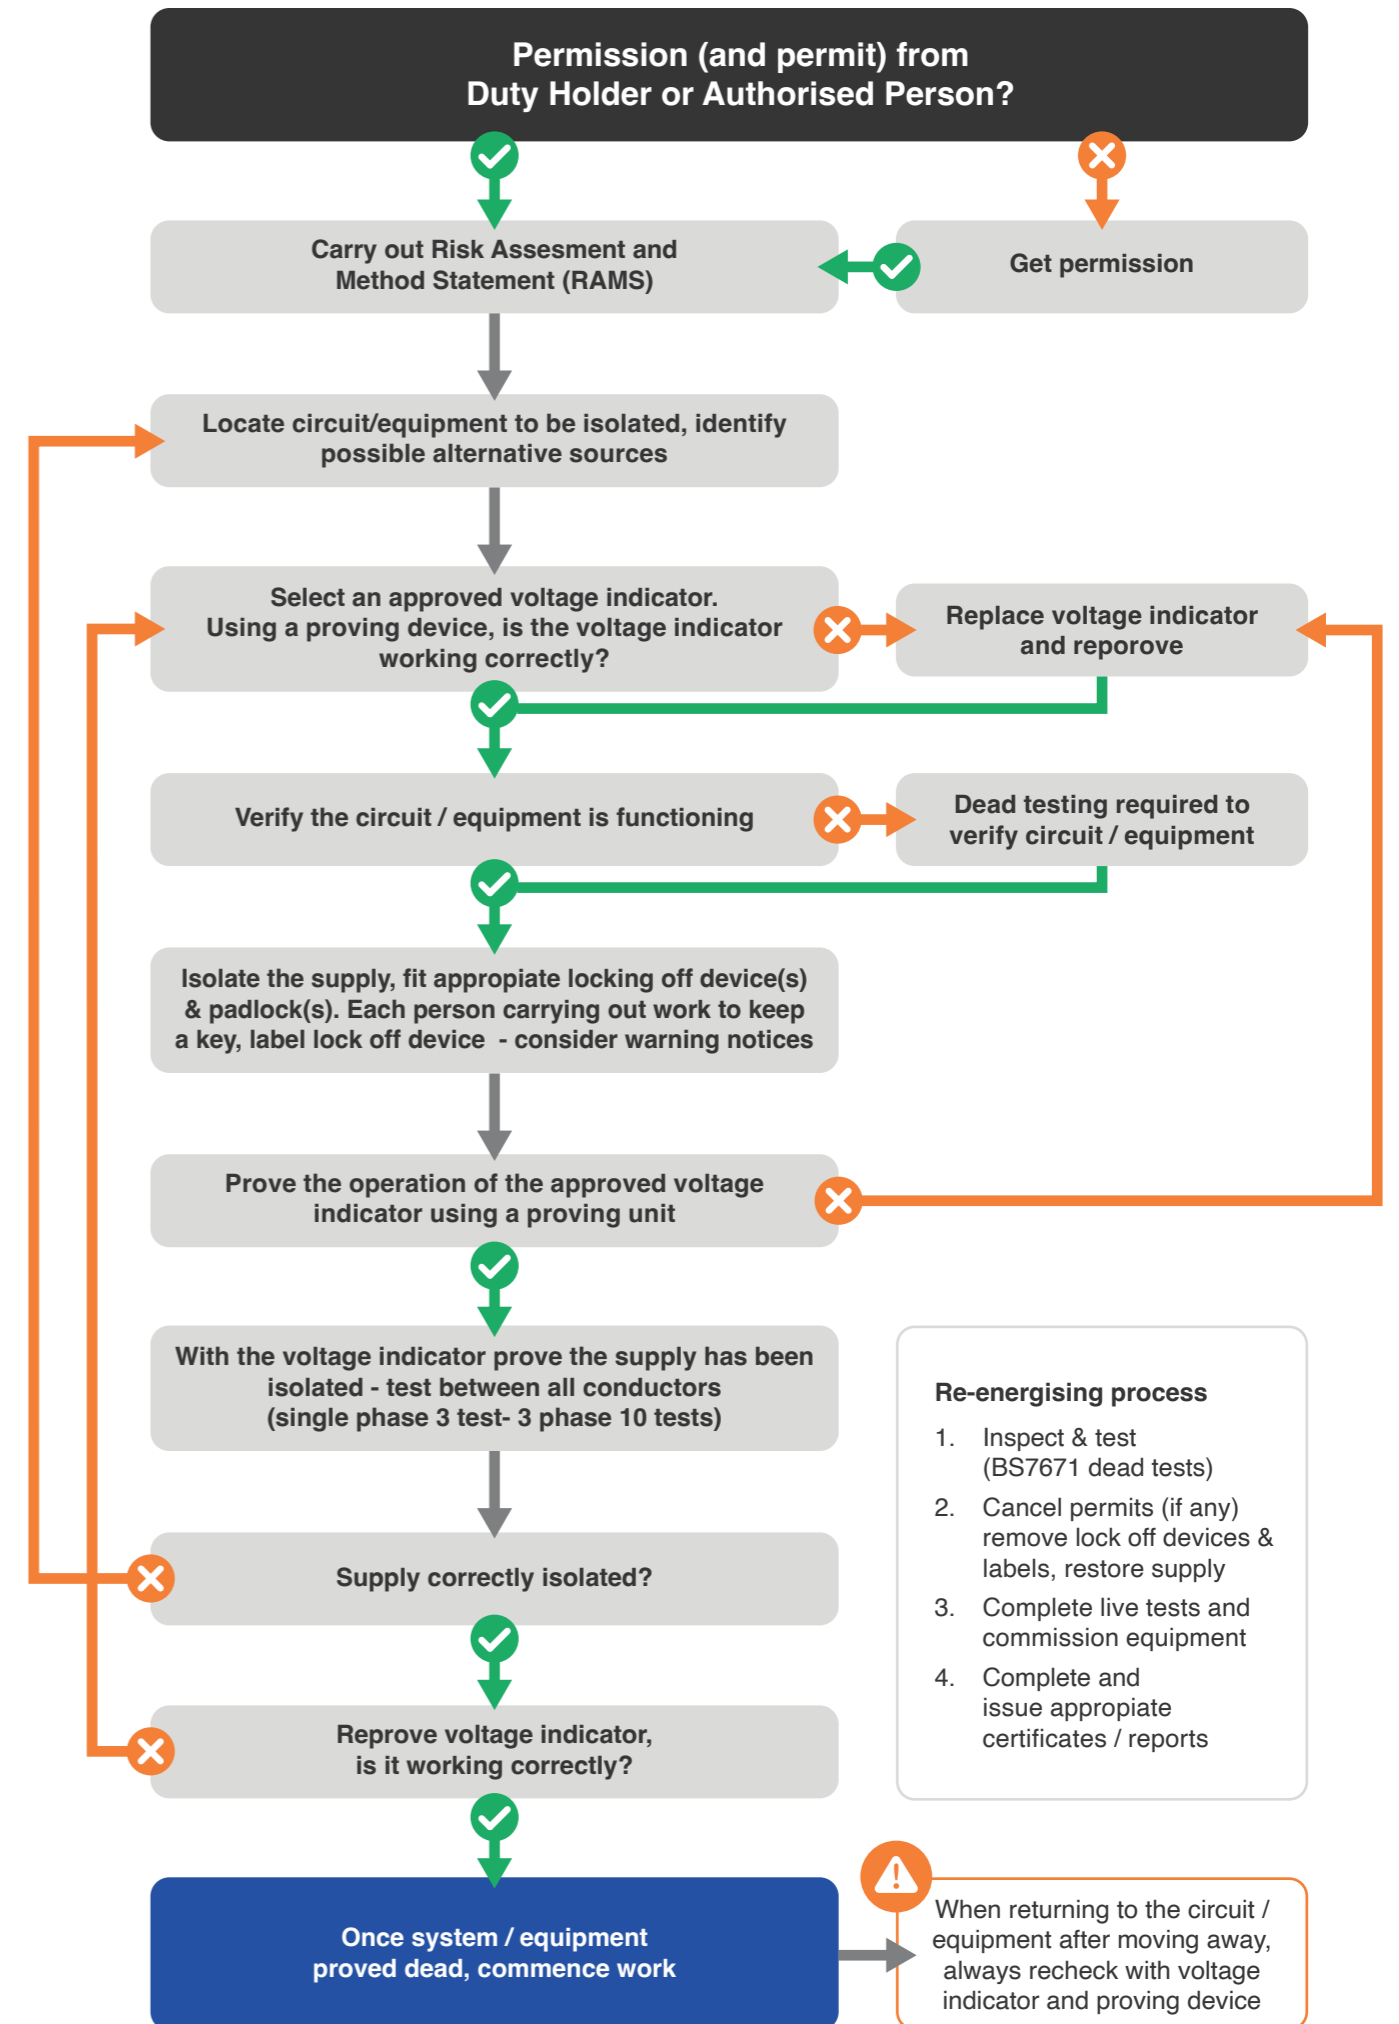 Permission (and permit) from
Duty Holder or Authorised Person?
Carry out Risk Assesment and
Method Statement (RAMS)
Get permission
Locate circuit/equipment to be isolated, identify
possible alternative sources
Select an approved voltage indicator.
Using a proving device, is the voltage indicator
working correctly?
Replace voltage indicator
and reporove
Verify the circuit / equipment is functioning
Dead testing required to
verify circuit / equipment
Isolate the supply, fit appropiate locking off device(s)
& padlock(s). Each person carrying out work to keep
a key, label lock off device - consider warning notices
Prove the operation of the approved voltage
indicator using a proving unit
With the voltage indicator prove the supply has been
isolated - test between all conductors
(single phase 3 test- 3 phase 10 tests)
Supply correctly isolated?
Reprove voltage indicator,
is it working correctly?
Re-energising process
1. Inspect & test
(BS7671 dead tests)
2. Cancel permits (if any)
remove lock off devices &
labels, restore supply
3. Complete live tests and
commission equipment
4. Complete and
issue appropiate
certificates / reports
Once system / equipment
proved dead, commence work
When returning to the circuit /
equipment after moving away,
always recheck with voltage
indicator and proving device